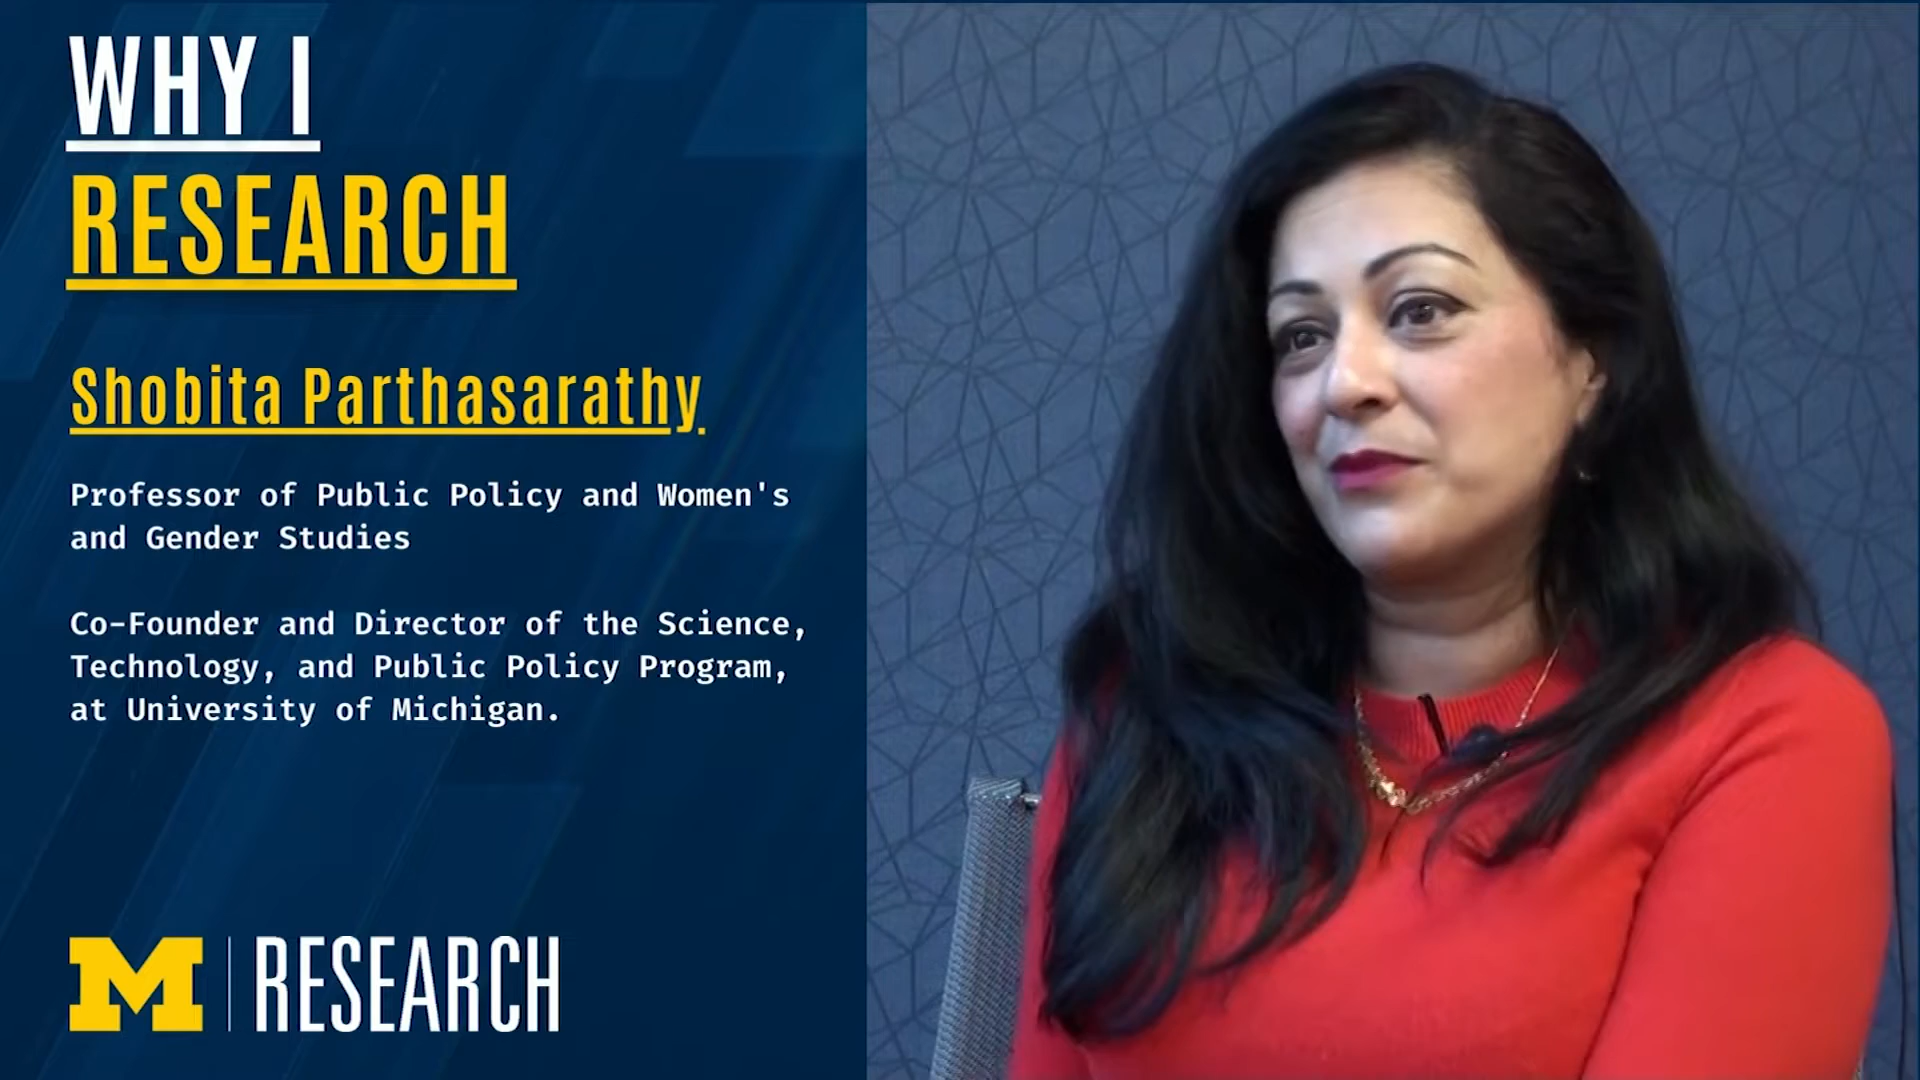 WHY I
RESEARCH
Shobita Parthasarathy
Professor of Public Policy and Women's
and Gender Studies
Co-Founder and Director of the Science,
Technology, and Public Policy Program,
at University of Michigan.
M | RESEARCH